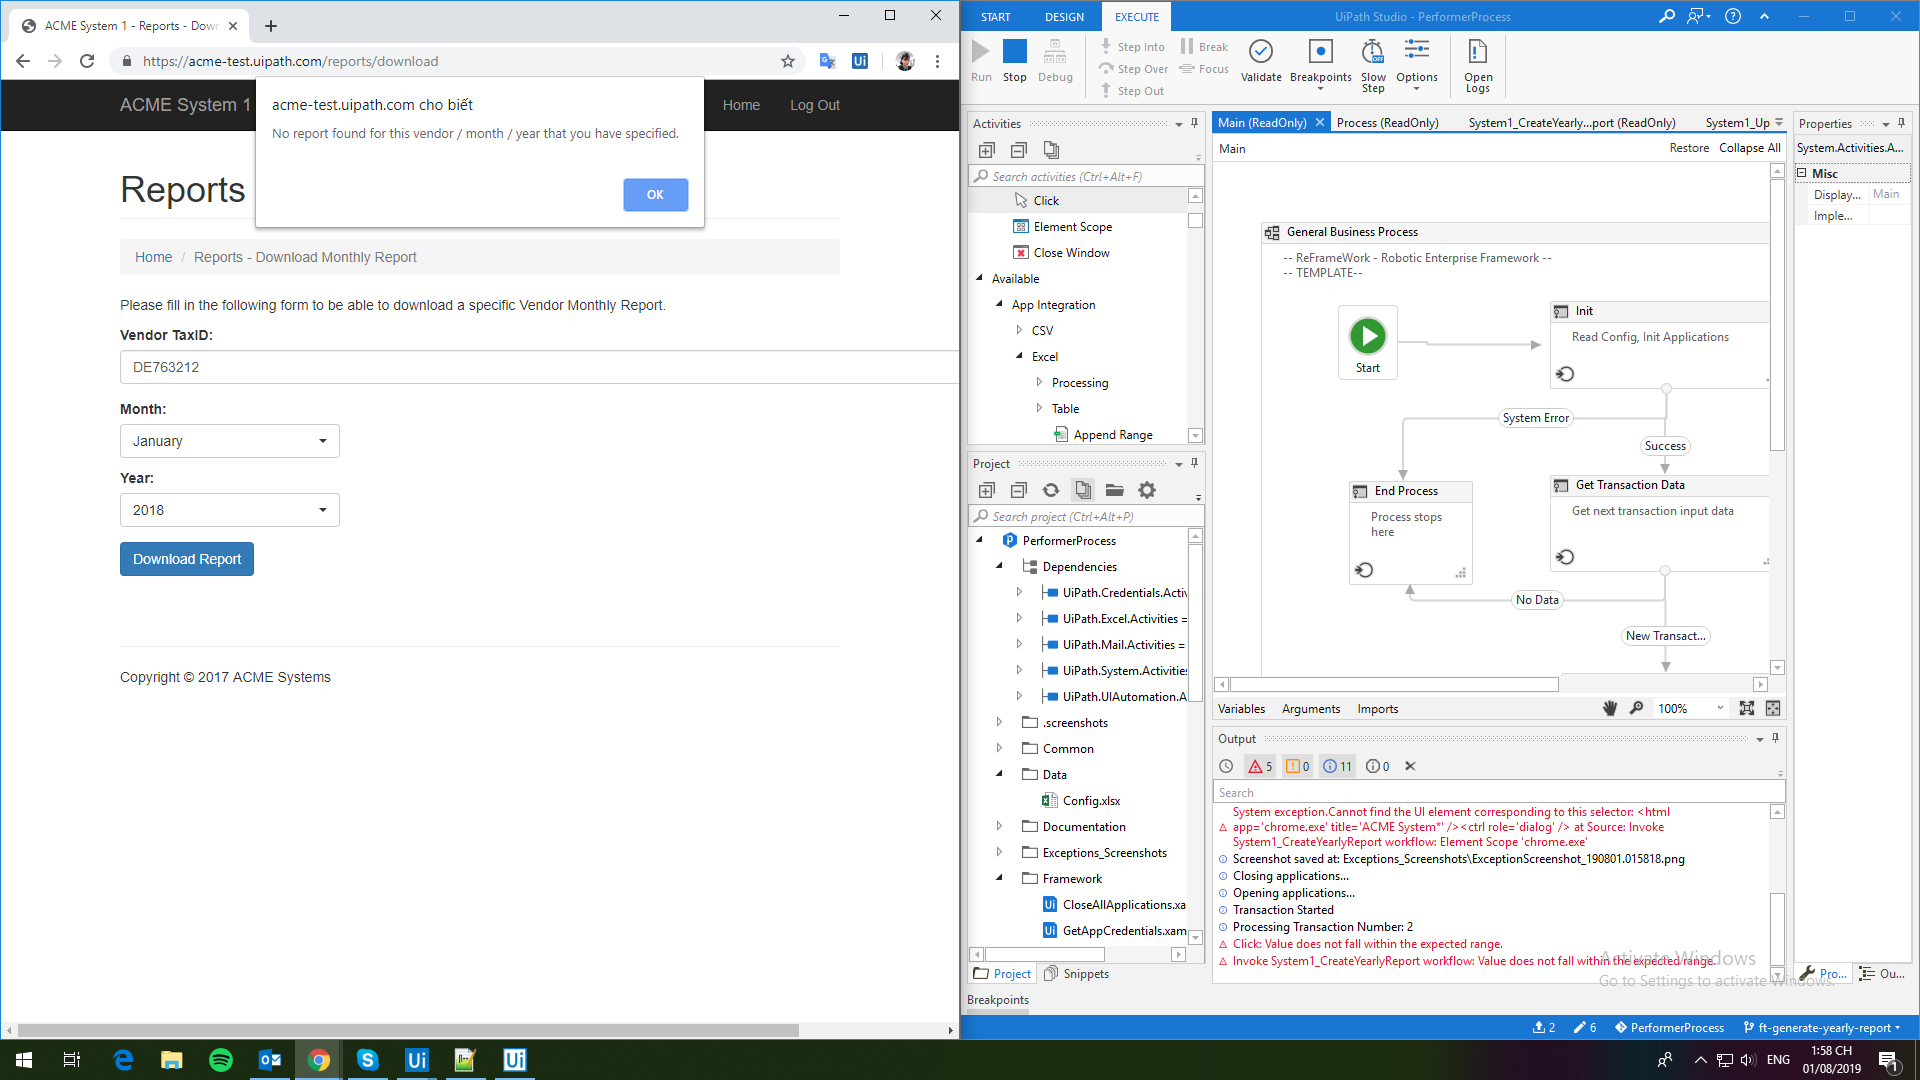 ACME System 1 - Reports - Dow
https://acme-test.uipath.com/reports/download
ACME System 1
Home
Log Out
acme-test.uipath.com cho biết
No report found for this vendor / month / year that you have specified.
OK
Reports
Home / Reports - Download Monthly Report
Please fill in the following form to be able to download a specific Vendor Monthly Report.
Vendor TaxID:
DE763212
Month:
January
Year:
2018
Download Report
Copyright © 2017 ACME Systems
START
DESIGN
EXECUTE
UiPath Studio - PerformerProcess
Run
Stop
Debug
Step Into
Step Over
Step Out
Break
Focus
Validate
Breakpoints
Slow
Step
Options
Open
Logs
Activities
Search activities (Ctrl+Alt+F)
Click
Element Scope
Close Window
Available
App Integration
CSV
Excel
Processing
Table
Append Range
Project
Search project (Ctrl+Alt+P)
PerformerProcess
Dependencies
UiPath.Credentials.Activ
UiPath.Excel.Activities =
UiPath.Mail.Activities =
UiPath.System.Activities
UiPath.UIAutomation.A
.screenshots
Common
Data
Config.xlsx
Documentation
Exceptions_Screenshots
Framework
CloseAllApplications.xa
GetAppCredentials.xam
Project
Snippets
Breakpoints
Main (ReadOnly)
Process (ReadOnly)
System1_CreateYearly...port (ReadOnly)
System1_Up
Main
Restore
Collapse All
General Business Process
-- ReFrameWork - Robotic Enterprise Framework --
-- TEMPLATE--
Start
Init
Read Config, Init Applications
System Error
Success
End Process
Process stops
here
Get Transaction Data
Get next transaction input data
No Data
New Transact...
Variables
Arguments
Imports
100%
Output
5
0
11
0
Search
System exception.Cannot find the UI element corresponding to this selector: <html
app='chrome.exe' title='ACME System*' /><ctrl role='dialog' /> at Source: Invoke
System1_CreateYearlyReport workflow: Element Scope 'chrome.exe'
Screenshot saved at: Exceptions_Screenshots\ExceptionScreenshot_190801.015818.png
Closing applications...
Opening applications...
Transaction Started
Processing Transaction Number: 2
Click: Value does not fall within the expected range.
Invoke System1_CreateYearlyReport workflow: Value does not fall within the expected range.
Activate Windows
Go to Settings to activate Windows.
Properties
System.Activities.A...
Misc
Display...
Main
Imple...
Pro...
Ou...
2
6
PerformerProcess
ft-generate-yearly-report
ENG
1:58 CH
01/08/2019
1